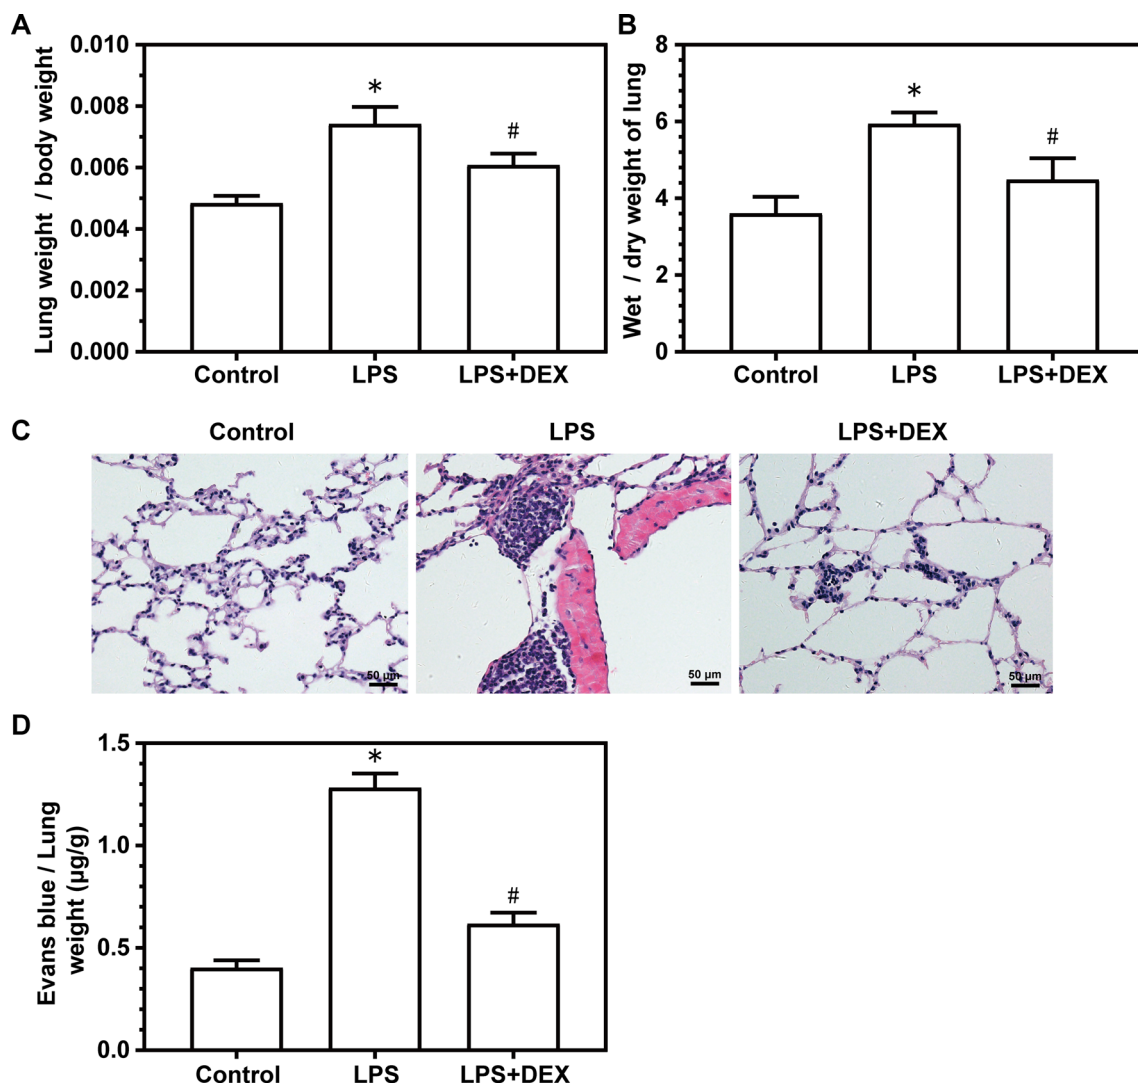 A
Lung weight / body weight
0.010
0.008
0.006
0.004
0.002
0.000
*
#
Control
LPS
LPS+DEX
B
Wet / dry weight of lung
8
6
4
2
0
*
#
Control
LPS
LPS+DEX
C
Control
LPS
LPS+DEX
50 μm
50 μm
50 μm
D
Evans blue / Lung
weight (μg/g)
1.5
1.0
0.5
0.0
*
#
Control
LPS
LPS+DEX